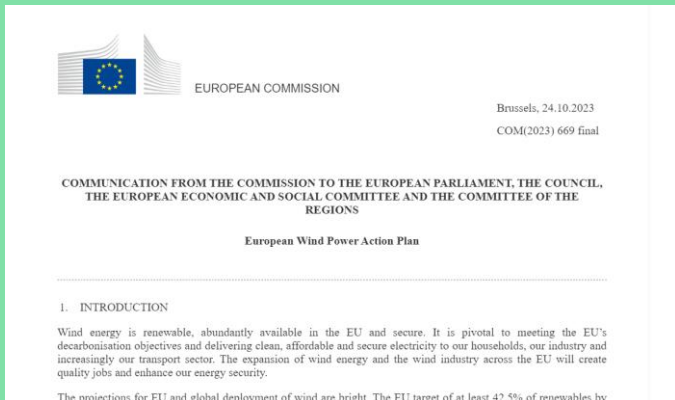 EUROPEAN COMMISSION
Brussels, 24.10.2023
COM(2023) 669 final
COMMUNICATION FROM THE COMMISSION TO THE EUROPEAN PARLIAMENT, THE COUNCIL,
THE EUROPEAN ECONOMIC AND SOCIAL COMMITTEE AND THE COMMITTEE OF THE
REGIONS
European Wind Power Action Plan
1. INTRODUCTION
Wind energy is renewable, abundantly available in the EU and secure. It is pivotal to meeting the EU's
decarbonisation objectives and delivering clean, affordable and secure electricity to our households, our industry and
increasingly our transport sector. The expansion of wind energy and the wind industry across the EU will create
quality jobs and enhance our energy security.
The projections for EU and global deployment of wind are bright. The EU target of at least 42.5% of renewables by